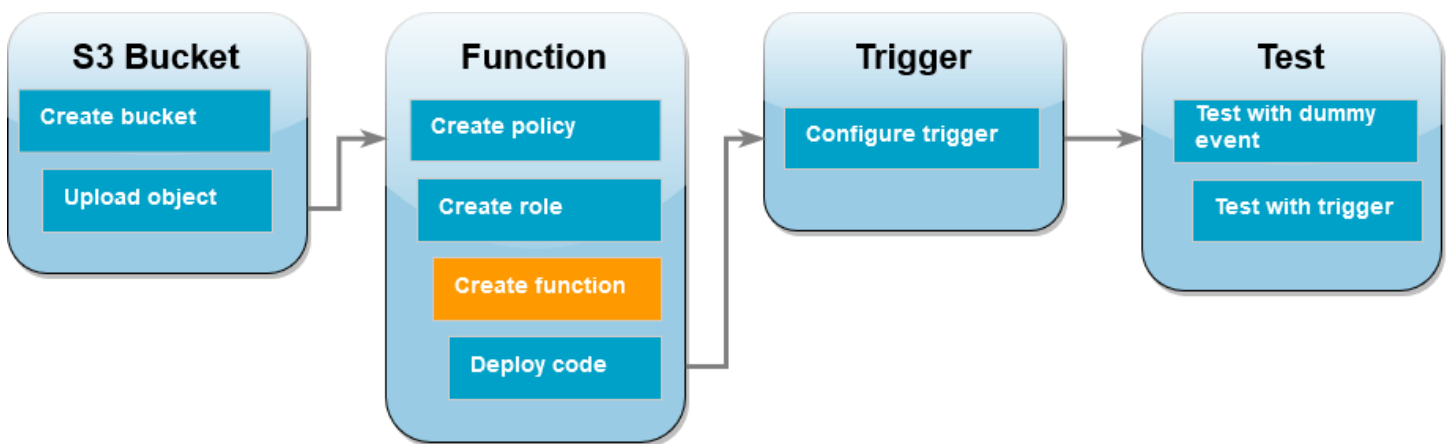 S3 Bucket
Create bucket
Upload object
Function
Create policy
Create role
Create function
Deploy code
Trigger
Configure trigger
Test
Test with dummy
event
Test with trigger